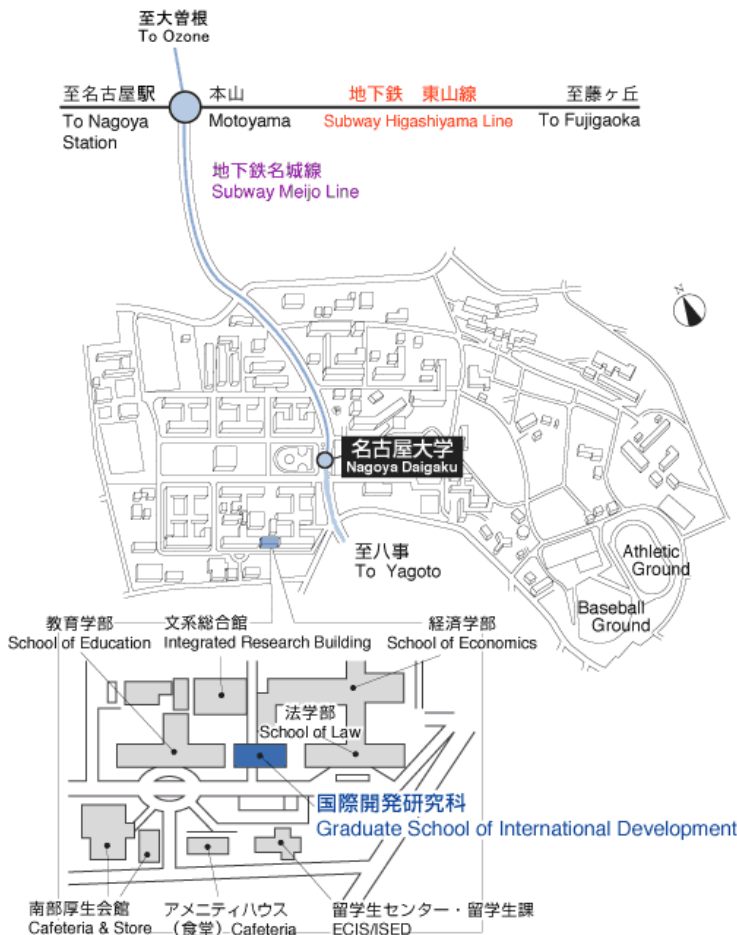 至大曽根
To Ozone
至名古屋駅
To Nagoya
Station
本山
Motoyama
地下鉄 東山線
Subway Higashiyama Line
至藤ヶ丘
To Fujigaoka
地下鉄名城線
Subway Meijo Line
N
名古屋大学
Nagoya Daigaku
至八事
To Yagoto
Athletic
Ground
Baseball
Ground
教育学部
School of Education
文系総合館
Integrated Research Building
経済学部
School of Economics
法学部
School of Law
国際開発研究科
Graduate School of International Development
南部厚生会館
Cafeteria & Store
アメニティハウス
（食堂）Cafeteria
留学生センター・留学生課
ECIS/ISED